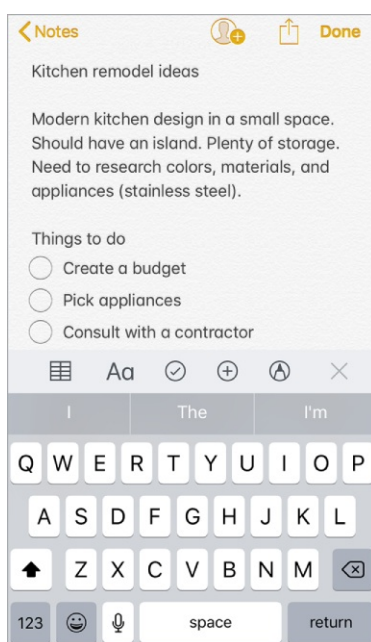 Notes
Done
Kitchen remodel ideas
Modern kitchen design in a small space.
Should have an island. Plenty of storage.
Need to research colors, materials, and
appliances (stainless steel).
Things to do
Create a budget
Pick appliances
Consult with a contractor
Aa
I The I'm
Q W E R T Y U I O P
A S D F G H J K L
Z X C V B N M
123 space return